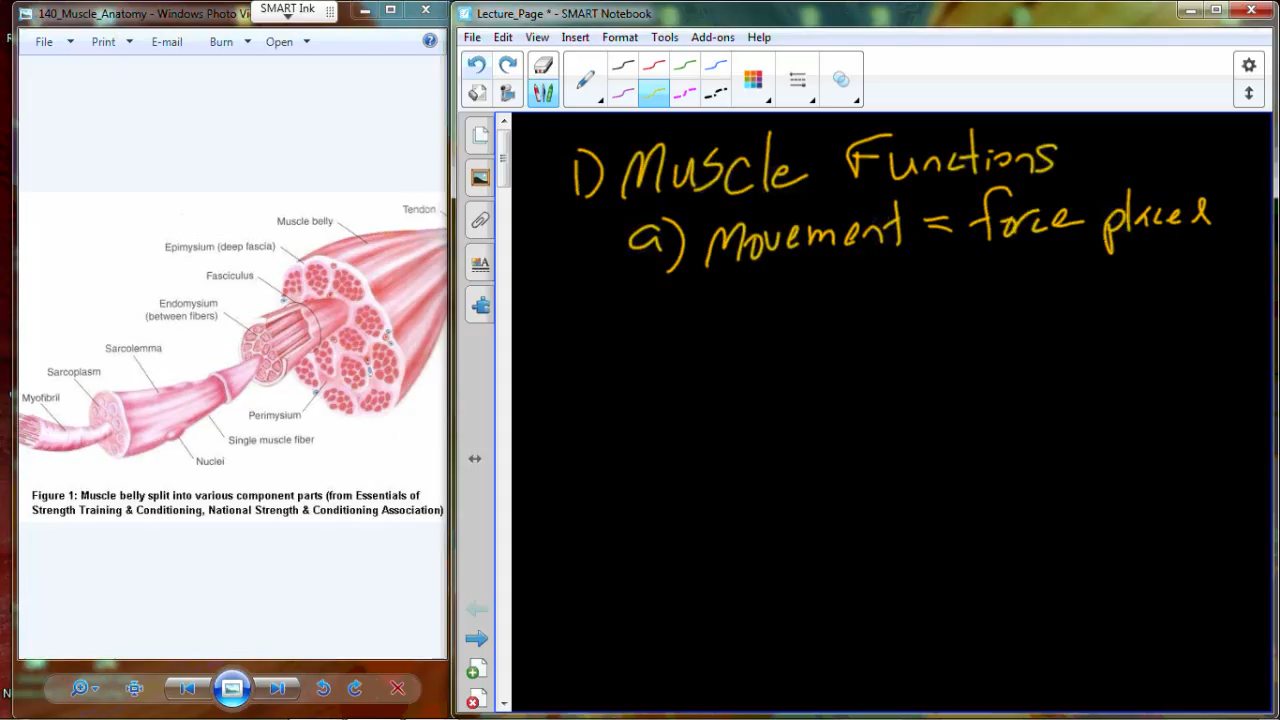 140_Muscle_Anatomy - Windows Photo Vi
SMART Ink
File Print E-mail Burn Open
Tendon
Muscle belly
Epimysium (deep fascia)
Fasciculus
Endomysium
(between fibers)
Sarcolemma
Sarcoplasm
Myofibril
Perimysium
Single muscle fiber
Nuclei
Figure 1: Muscle belly split into various component parts (from Essentials of
Strength Training & Conditioning, National Strength & Conditioning Association)
Lecture_Page * - SMART Notebook
File Edit View Insert Format Tools Add-ons Help
1) Muscle Functions
a) Movement = force placed